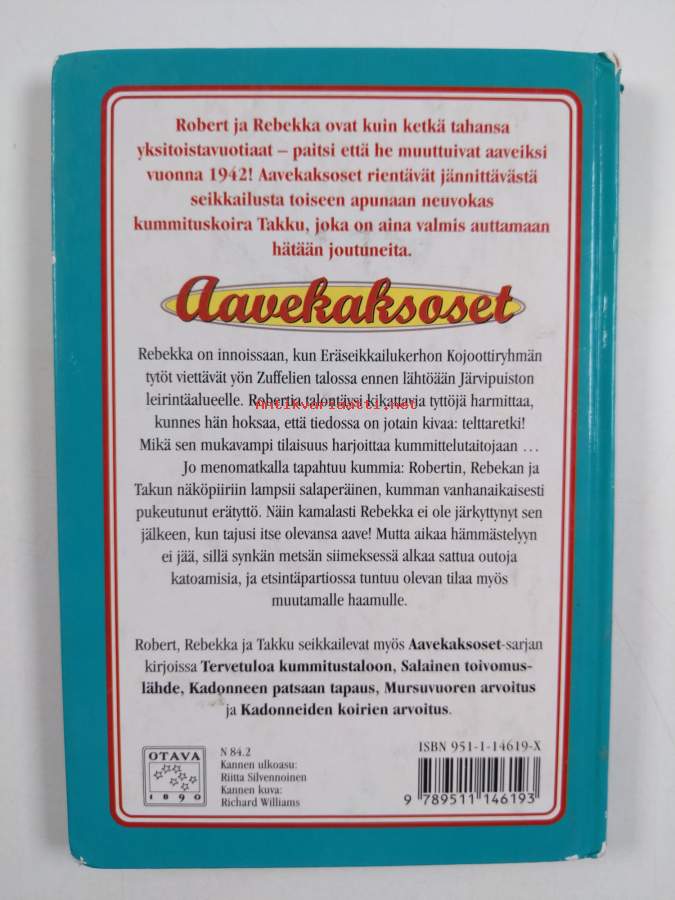 Robert ja Rebekka ovat kuin ketkä tahansa
yksitoistavuotiaat – paitsi että he muuttuivat aaveiksi
vuonna 1942! Aavekaksoset rientävät jännittävästä
seikkailusta toiseen apunaan neuvokas
kummituskoira Takku, joka on aina valmis auttamaan
hätään joutuneita.
Aavekaksoset
Rebekka on innoissaan, kun Eräseikkailukerhon Kojoottiryhmän
tytöt viettävät yön Zuffelien talossa ennen lähtöään Järvipuiston
leirintäalueelle. Robertia talontäysi kikattavia tyttöjä harmittaa,
Antikvariaatti.net
kunnes hän hoksaa, että tiedossa on jotain kivaa: telttaretki!
Mikä sen mukavampi tilaisuus harjoittaa kummittelutaitojaan ...
Jo menomatkalla tapahtuu kummia: Robertin, Rebekan ja
Takun näköpiiriin lampsii salaperäinen, kumman vanhanaikaisesti
pukeutunut erätyttö. Näin kamalasti Rebekka ei ole järkyttynyt sen
jälkeen, kun tajusi itse olevansa aave! Mutta aikaa hämmästelyyn
ei jää, sillä synkän metsän siimeksessä alkaa sattua outoja
katoamisia, ja etsintäpartiossa tuntuu olevan tilaa myös
muutamalle haamulle.
Robert, Rebekka ja Takku seikkailevat myös Aavekaksoset-sarjan
kirjoissa Tervetuloa kummitustaloon, Salainen toivomus-
lähde, Kadonneen patsaan tapaus, Mursuvuoren arvoitus
ja Kadonneiden koirien arvoitus.
OTAVA
1890
N 84.2
Kannen ulkoasu:
Riitta Silvennoinen
Kannen kuva:
Richard Williams
ISBN 951-1-14619-X
9 789511 146193